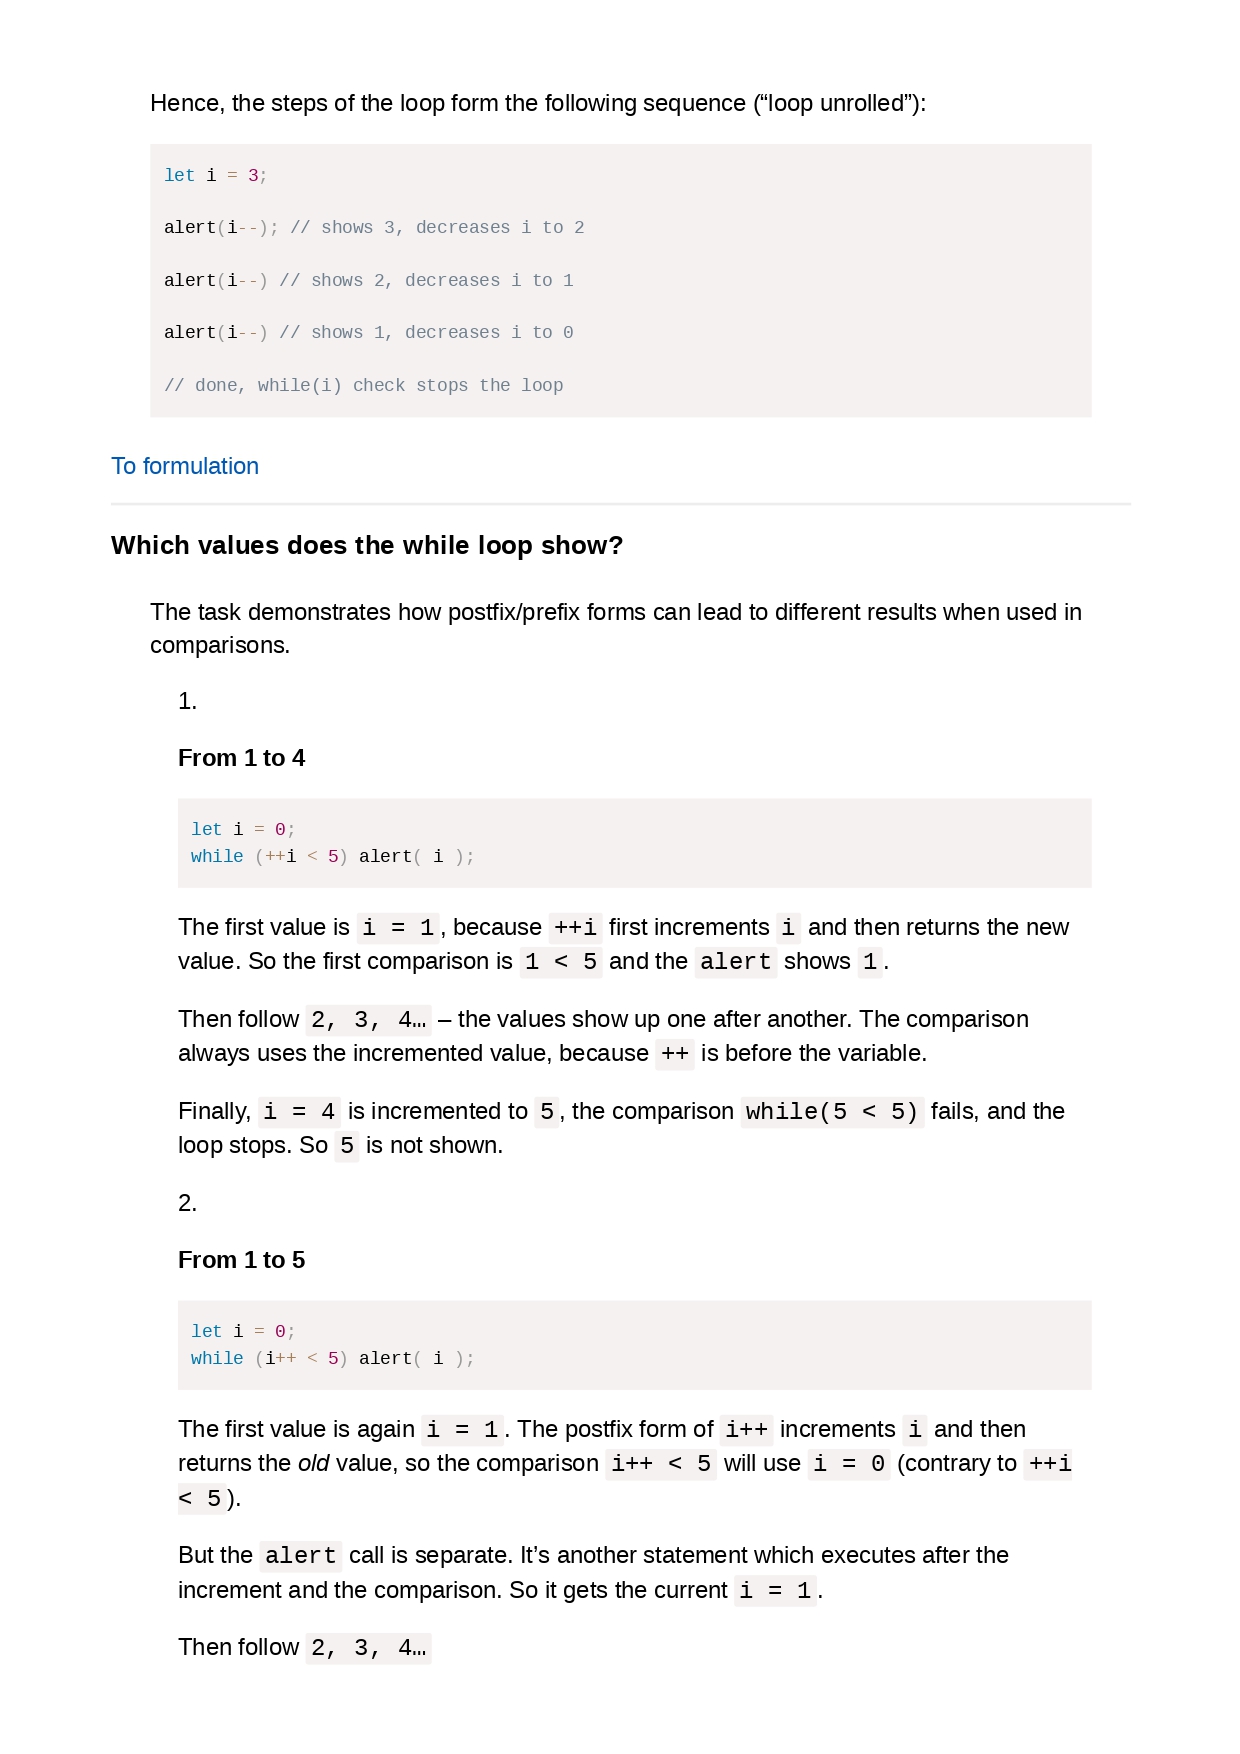 Hence, the steps of the loop form the following sequence (“loop unrolled”):
let i = 3;
alert(i--); // shows 3, decreases i to 2
alert(i--) // shows 2, decreases i to 1
alert(i--) // shows 1, decreases i to 0
// done, while(i) check stops the loop
To formulation
Which values does the while loop show?
The task demonstrates how postfix/prefix forms can lead to different results when used in
comparisons.
1.
From 1 to 4
let i = 0;
while (++i < 5) alert( i );
The first value is i = 1, because ++i first increments i and then returns the new
value. So the first comparison is 1 < 5 and the alert shows 1.
Then follow 2, 3, 4… – the values show up one after another. The comparison
always uses the incremented value, because ++ is before the variable.
Finally, i = 4 is incremented to 5, the comparison while(5 < 5) fails, and the
loop stops. So 5 is not shown.
2.
From 1 to 5
let i = 0;
while (i++ < 5) alert( i );
The first value is again i = 1. The postfix form of i++ increments i and then
returns the old value, so the comparison i++ < 5 will use i = 0 (contrary to ++i
< 5).
But the alert call is separate. It’s another statement which executes after the
increment and the comparison. So it gets the current i = 1.
Then follow 2, 3, 4…